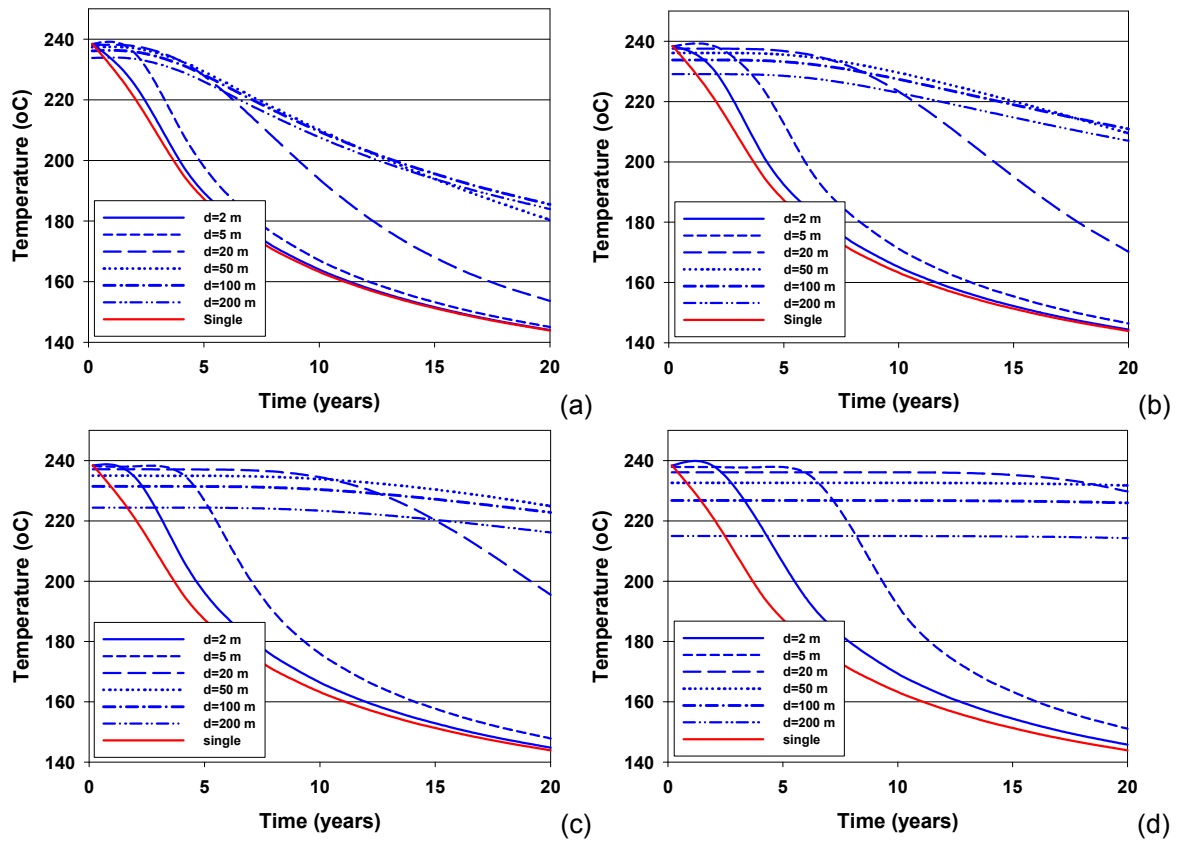 Temperature (oC)
240
220
200
180
160
140
d=2 m
d=5 m
d=20 m
d=50 m
d=100 m
d=200 m
Single
0 5 10 15 20
Time (years)
(a)
Temperature (oC)
240
220
200
180
160
140
d=2 m
d=5 m
d=20 m
d=50 m
d=100 m
d=200 m
Single
0 5 10 15 20
Time (years)
(b)
Temperature (oC)
240
220
200
180
160
140
d=2 m
d=5 m
d=20 m
d=50 m
d=100 m
d=200 m
single
0 5 10 15 20
Time (years)
(c)
Temperature (oC)
240
220
200
180
160
140
d=2 m
d=5 m
d=20 m
d=50 m
d=100 m
d=200 m
single
0 5 10 15 20
Time (years)
(d)